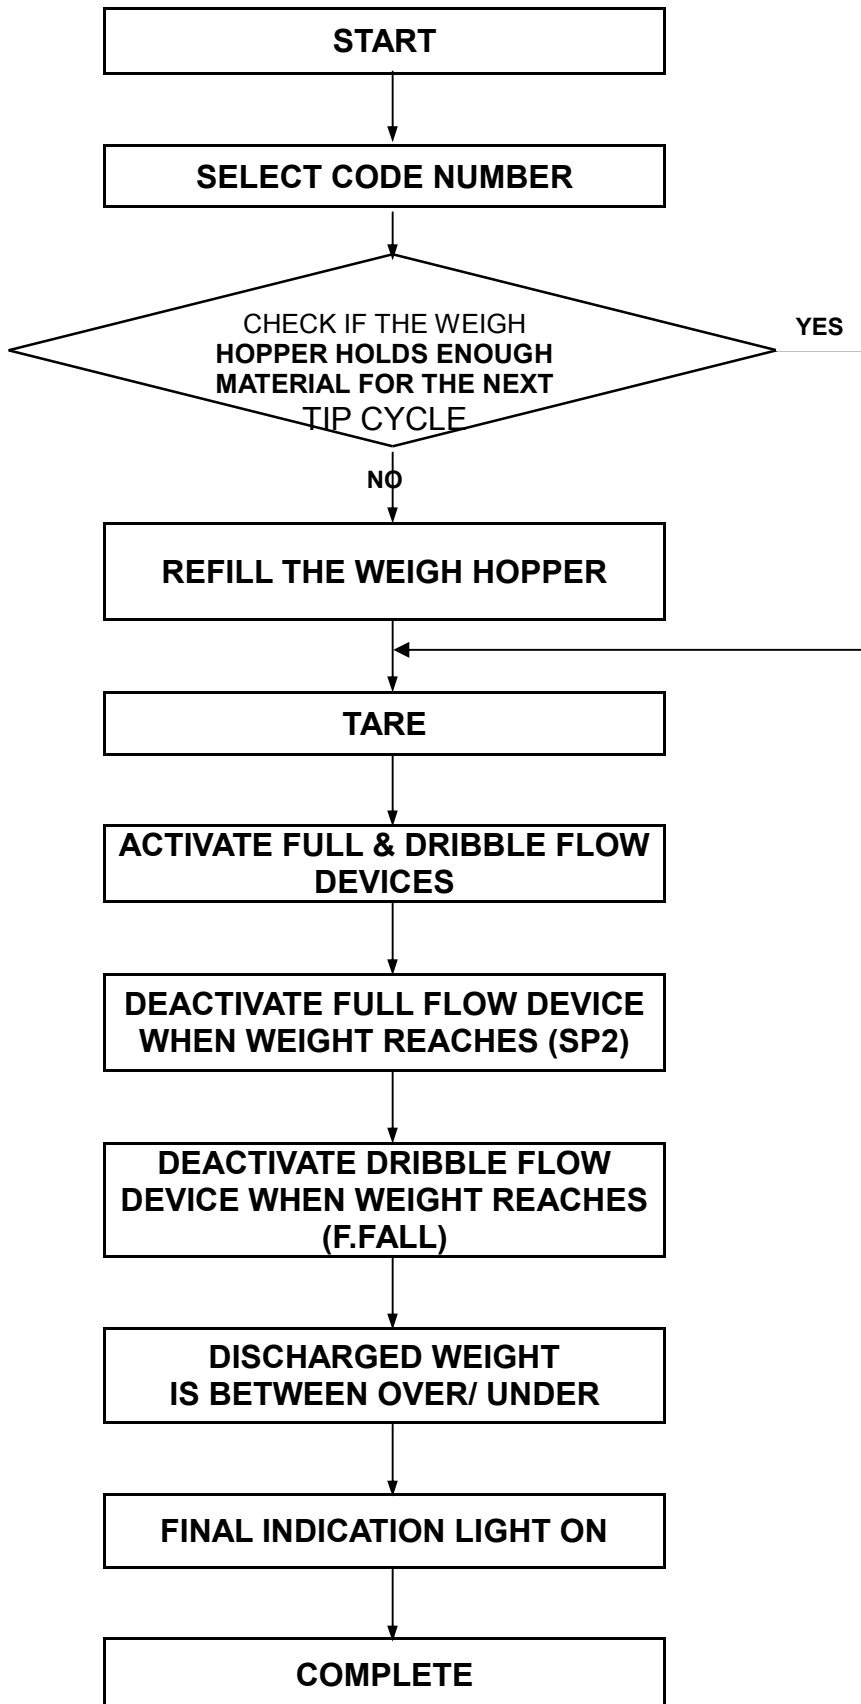 START
SELECT CODE NUMBER
CHECK IF THE WEIGH
HOPPER HOLDS ENOUGH
MATERIAL FOR THE NEXT
TIP CYCLE
YES
NO
REFILL THE WEIGH HOPPER
TARE
ACTIVATE FULL & DRIBBLE FLOW
DEVICES
DEACTIVATE FULL FLOW DEVICE
WHEN WEIGHT REACHES (SP2)
DEACTIVATE DRIBBLE FLOW
DEVICE WHEN WEIGHT REACHES
(F.FALL)
DISCHARGED WEIGHT
IS BETWEEN OVER/ UNDER
FINAL INDICATION LIGHT ON
COMPLETE